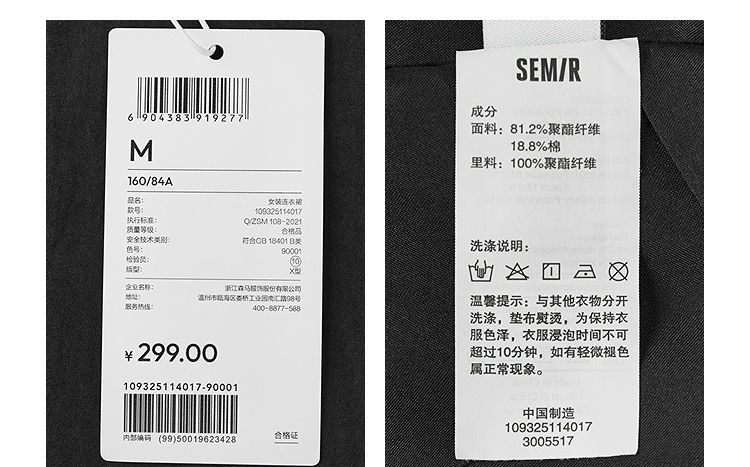 6 904383 919277
M
160/84A
品名： 女装连衣裙
款号： 109325114017
执行标准： Q/ZSM 108-2021
质量等级： 合格品
安全技术类别： 符合GB 18401 B类
色号： 90001
检验员： 10
版型： X型
企业名称： 浙江森马服饰股份有限公司
地址： 温州市瓯海区娄桥工业园南汇路98号
服务热线： 400-8877-588
¥ 299.00
109325114017-90001
内部编码 (99)50019623428
合格证
SEMIR
成分
面料：81.2%聚酯纤维
18.8%棉
里料：100%聚酯纤维
洗涤说明：
温馨提示：与其他衣物分开
洗涤，垫布熨烫，为保持衣
服色泽，衣服浸泡时间不可
超过10分钟，如有轻微褪色
属正常现象。
中国制造
109325114017
3005517